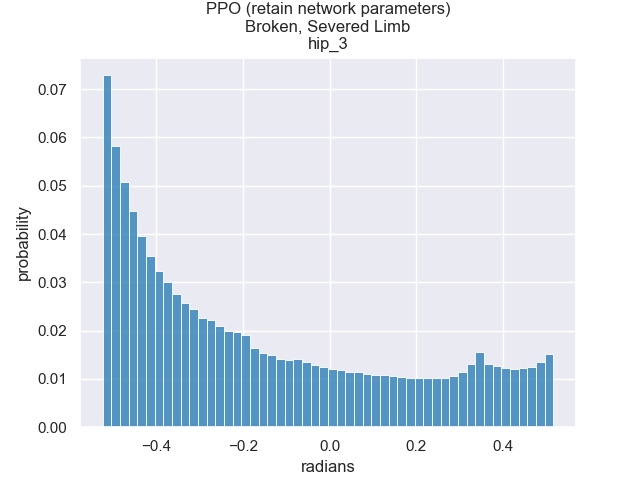 PPO (retain network parameters)
Broken, Severed Limb
hip_3
0.07
0.06
0.05
0.04
0.03
0.02
0.01
0.00
probability
−0.4
−0.2
0.0
0.2
0.4
radians